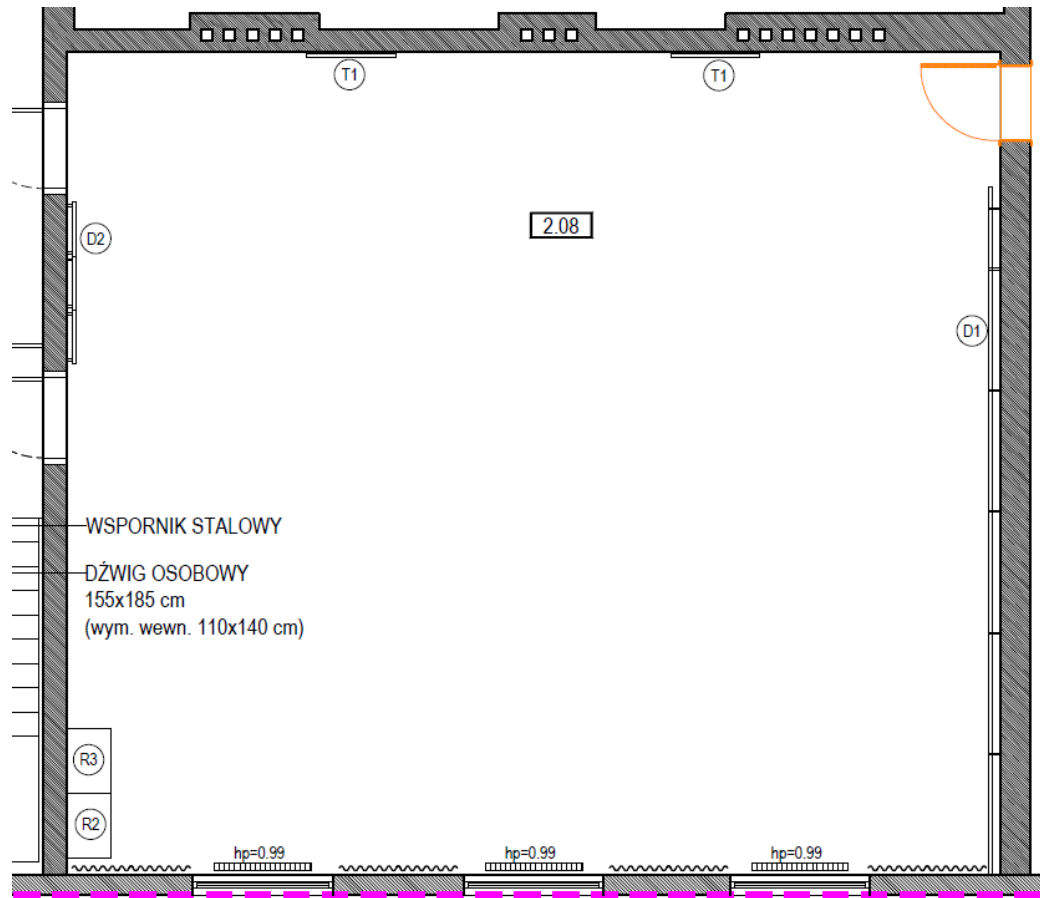 T1
T1
D2
2.08
D1
WSPORNIK STALOWY
DŹWIG OSOBOWY
155x185 cm
(wym. wewn. 110x140 cm)
R3
R2
hp=0.99
hp=0.99
hp=0.99